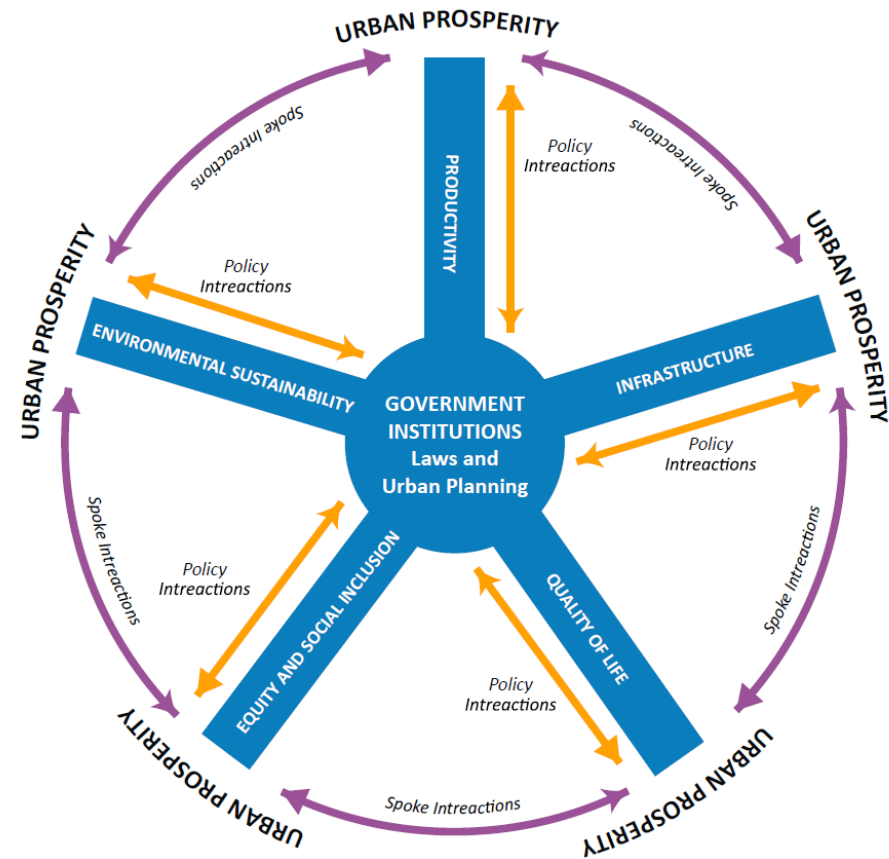 URBAN PROSPERITY
Spoke Intreactions
Spoke Intreactions
PRODUCTIVITY
Policy
Intreactions
URBAN PROSPERITY
URBAN PROSPERITY
Policy
Intreactions
ENVIRONMENTAL SUSTAINABILITY
INFRASTRUCTURE
GOVERNMENT
INSTITUTIONS
Laws and
Urban Planning
Policy
Intreactions
Spoke Intreactions
Spoke Intreactions
Policy
Intreactions
EQUITY AND SOCIAL INCLUSION
QUALITY OF LIFE
Policy
Intreactions
URBAN PROSPERITY
URBAN PROSPERITY
Spoke Intreactions